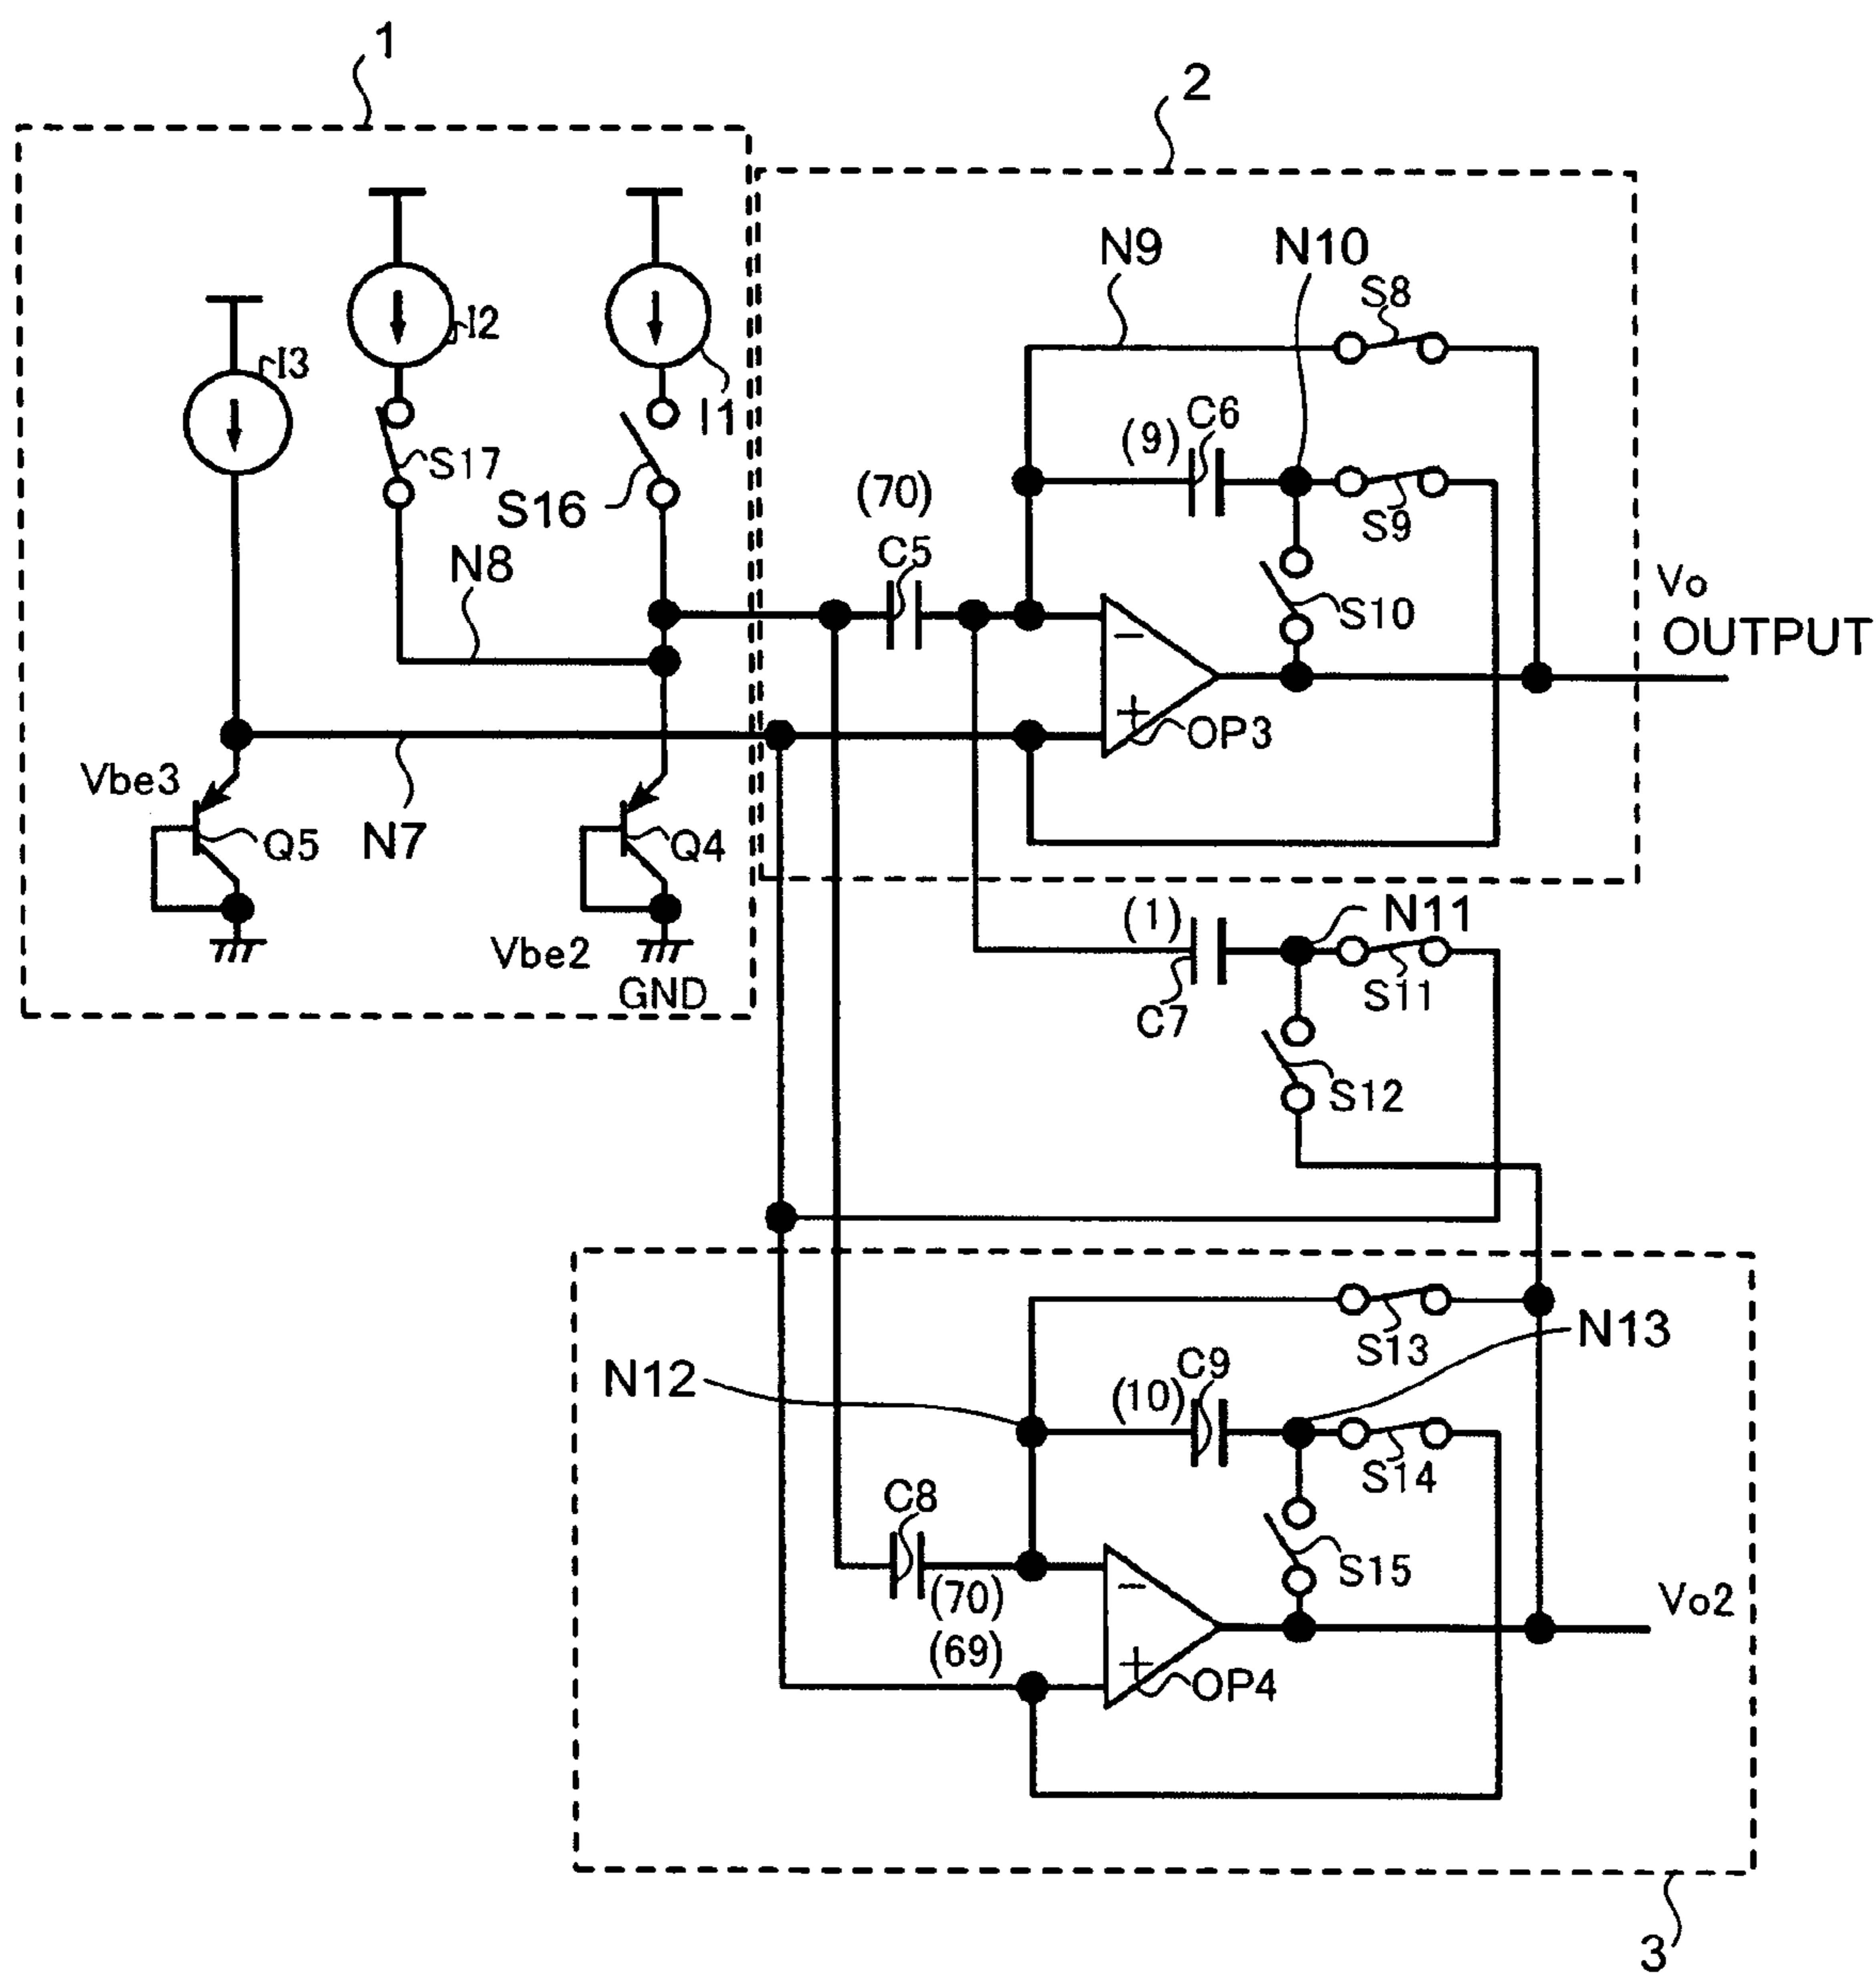 1
2
N9
N10
S8
I2
I3
I1
C6
(9)
S17
(70)
S9
S16
C5
N8
Vo
S10
OUTPUT
OP3
Vbe3
Q5
N7
Q4
(1)
N11
Vbe2
GND
S11
C7
S12
S13
N13
C9
N12
(10)
S14
C8
S15
(70)
Vo2
(69)
OP4
3